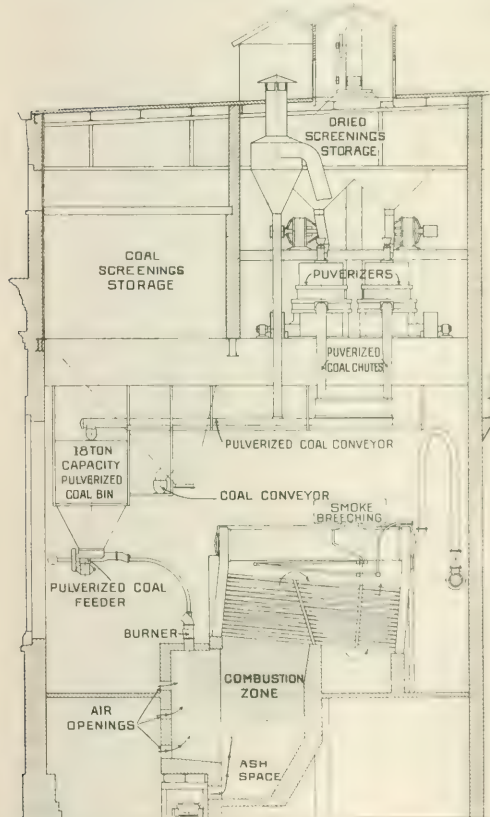 DRIED
SCREENINGS
STORAGE
COAL
SCREENINGS
STORAGE
PUVERIZERS
PUVERIZED
COAL CHUTES
PULVERIZED COAL CONVEYOR
18 TON
CAPACITY
PULVERIZED
COAL BIN
COAL CONVEYOR
SMOKE
BREECHING
PULVERIZED COAL
FEEDER
BURNER
COMBUSTION
ZONE
AIR
OPENINGS
ASH
SPACE